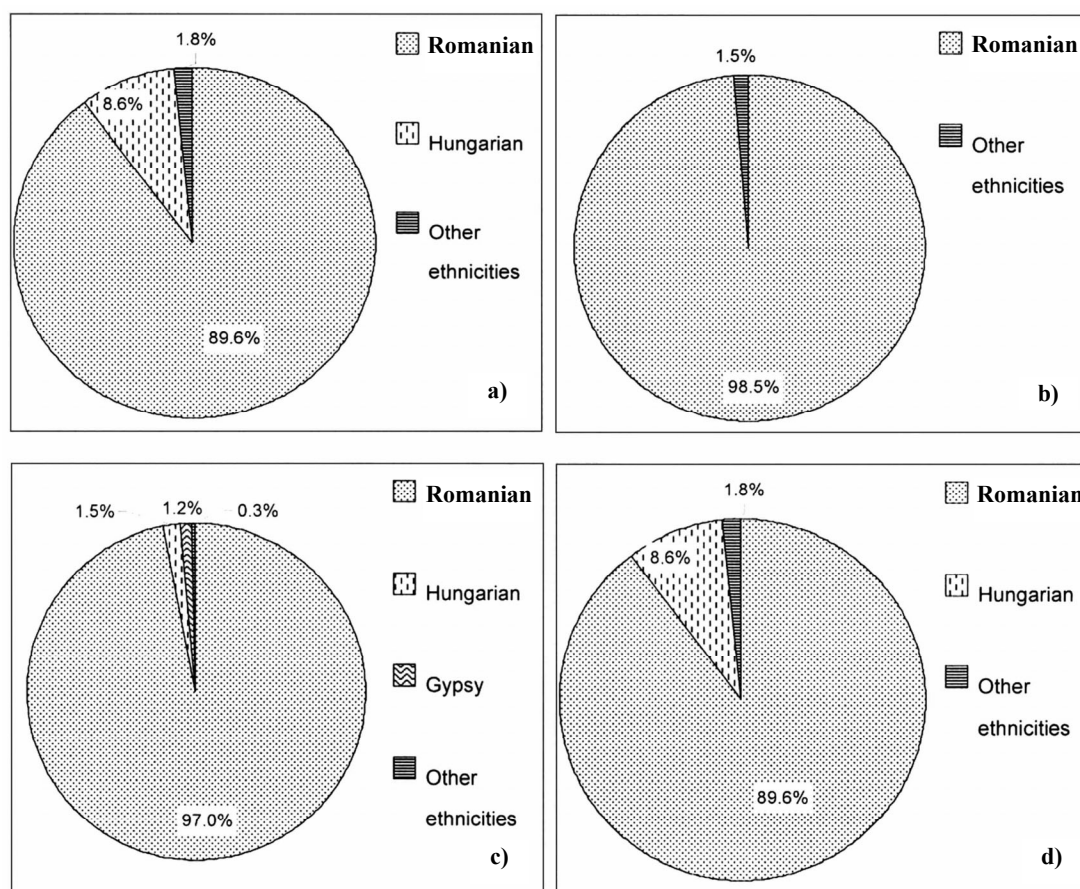 1.8%
Romanian
8.6%
Hungarian
Other
ethnicities
89.6%
a)
1.5%
Romanian
Other
ethnicities
98.5%
b)
1.5% 1.2% 0.3%
Romanian
Hungarian
Gypsy
Other
ethnicities
97.0%
c)
1.8%
Romanian
8.6%
Hungarian
Other
ethnicities
89.6%
d)